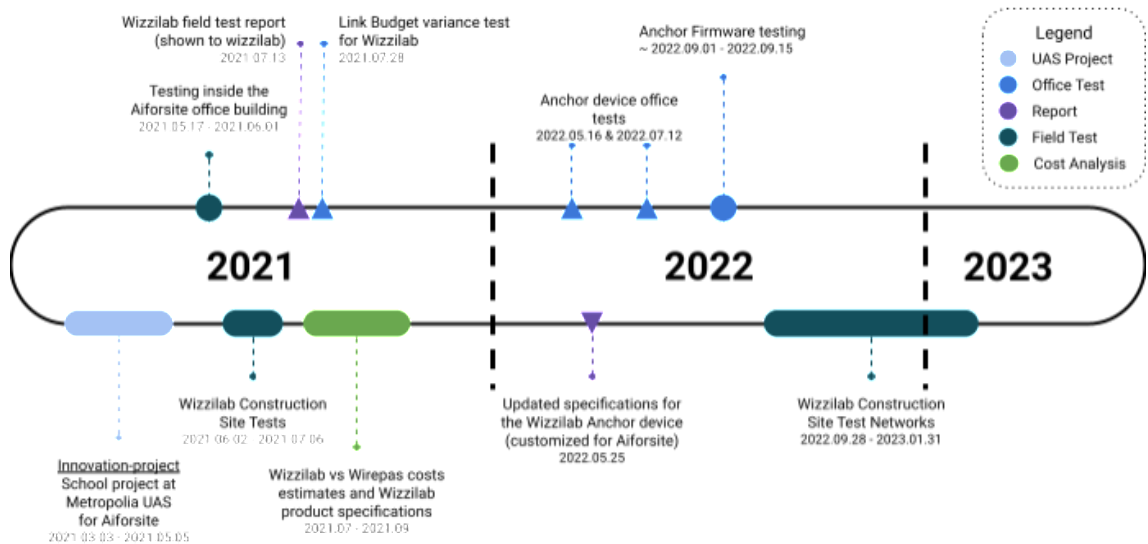 Wizzilab field test report
(shown to wizzilab)
2021.07.13
Link Budget variance test
for Wizzilab
2021.07.28
Testing inside the
Aiforsite office building
2021.05.17 - 2021.06.01
Anchor Firmware testing
~ 2022.09.01 - 2022.09.15
Anchor device office
tests
2022.05.16 & 2022.07.12
Legend
UAS Project
Office Test
Report
Field Test
Cost Analysis
2021
2022
2023
Wizzilab Construction
Site Tests
2021.06.02 - 2021.07.06
Updated specifications for
the Wizzilab Anchor device
(customized for Aiforsite)
2022.05.25
Wizzilab Construction
Site Test Networks
2022.09.28 - 2023.01.31
Innovation-project
School project at
Metropolia UAS
for Aiforsite
2021.03.03 - 2021.05.05
Wizzilab vs Wirepas costs
estimates and Wizzilab
product specifications
2021.07 - 2021.09